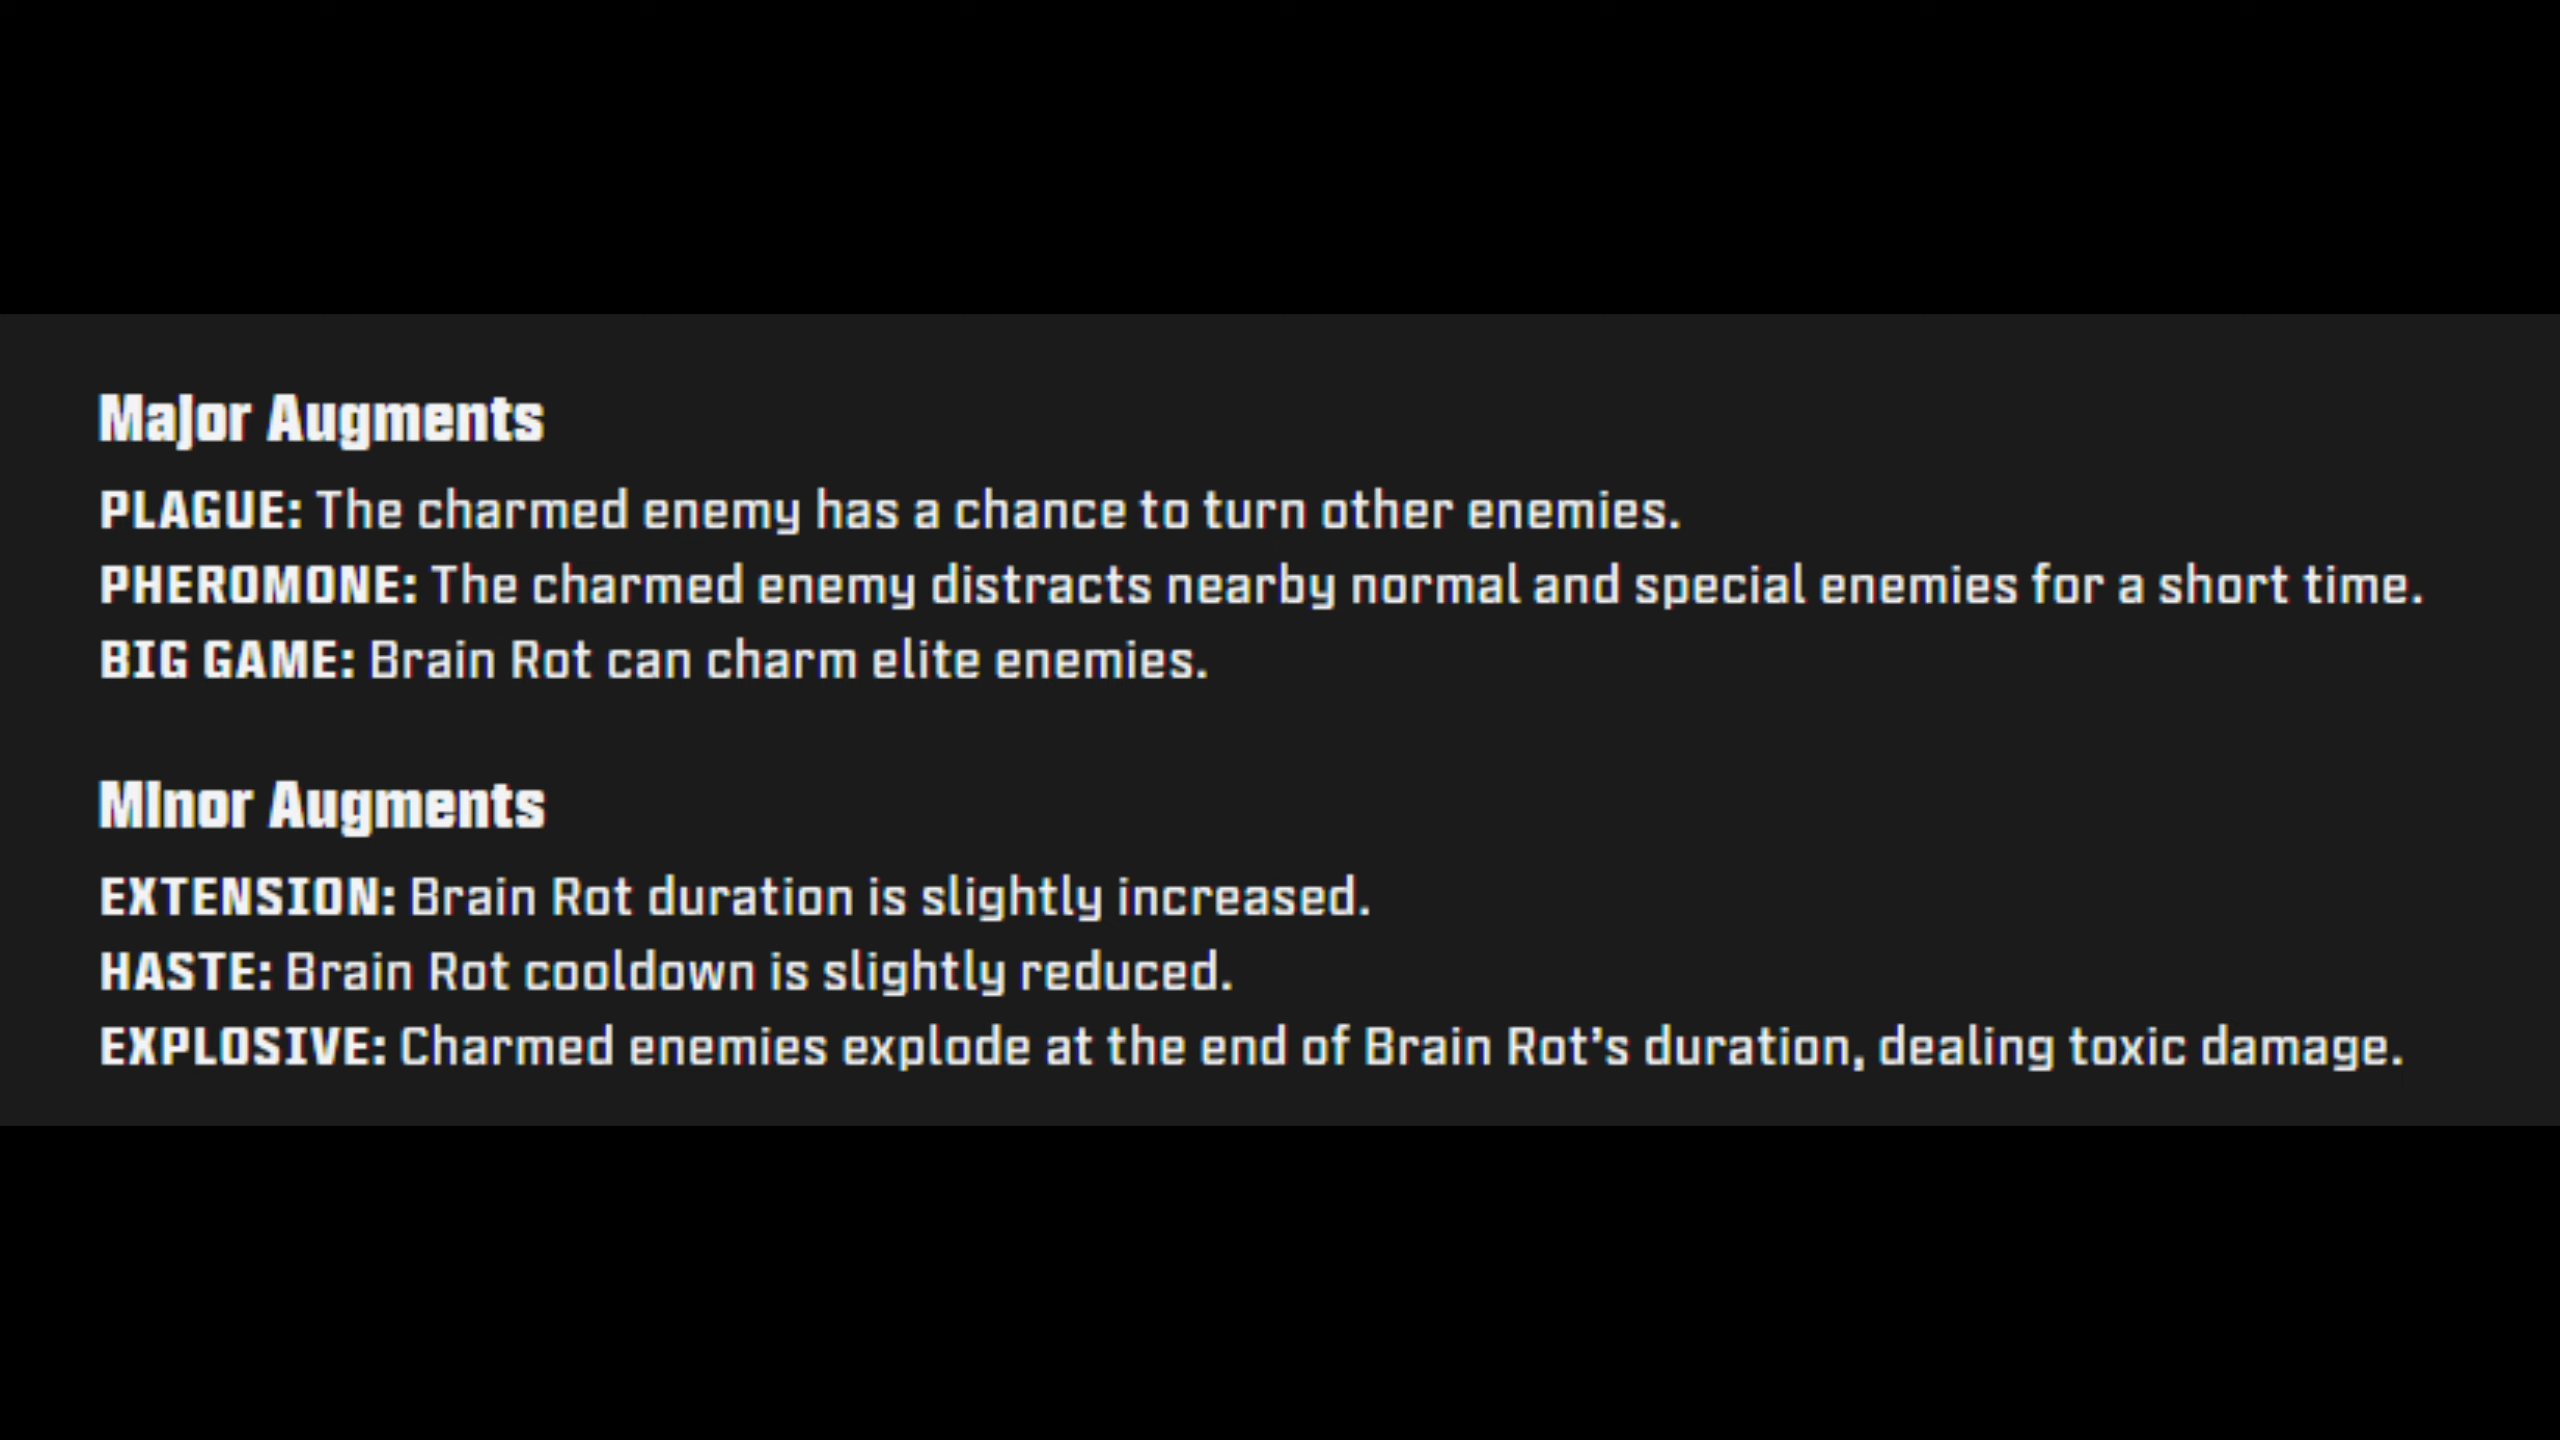 Major Augments
PLAGUE: The charmed enemy has a chance to turn other enemies.
PHEROMONE: The charmed enemy distracts nearby normal and special enemies for a short time.
BIG GAME: Brain Rot can charm elite enemies.
Minor Augments
EXTENSION: Brain Rot duration is slightly increased.
HASTE: Brain Rot cooldown is slightly reduced.
EXPLOSIVE: Charmed enemies explode at the end of Brain Rot’s duration, dealing toxic damage.